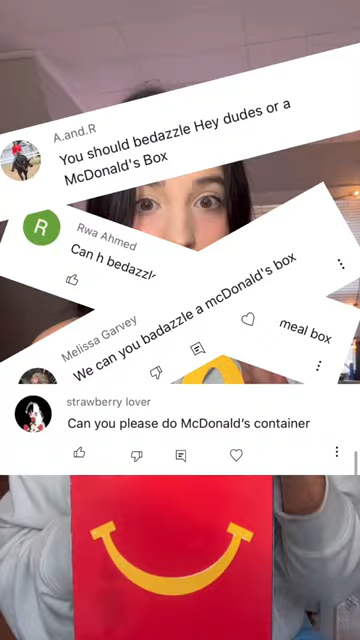 A.and.R
You should bedazzle Hey dudes or a
McDonald's Box
R
Rwa Ahmed
Can h bedazzle
meal box
Melissa Garvey
We can you badazzle a mcDonald's box
strawberry lover
Can you please do McDonald's container